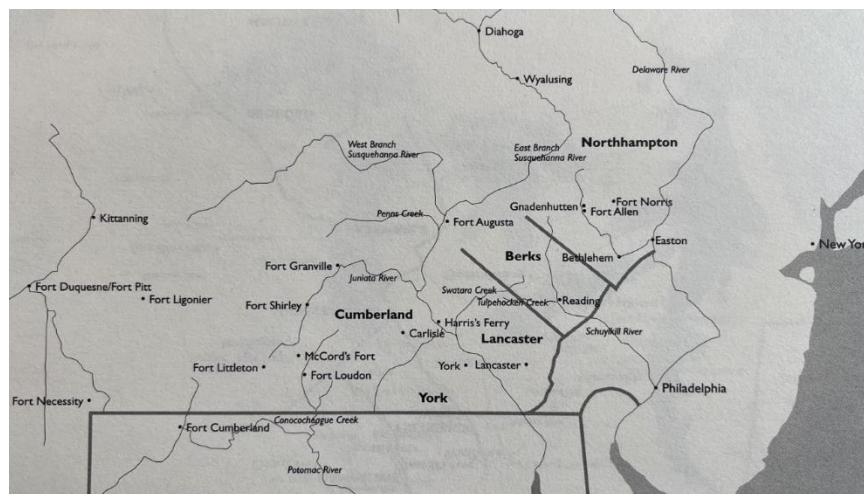 Diahoga
Delaware River
Wyalusing
West Branch
Susquehanna River
East Branch
Susquehanna River
Northhampton
Gnadenhutten
Fort Norris
Fort Allen
Kittanning
Penns Creek
Fort Augusta
Easton
New Yor
Berks
Bethlehem
Fort Granville
Juniata River
Fort Duquesne/Fort Pitt
Fort Ligonier
Swatara Creek
Tulpehocken Creek
Reading
Fort Shirley
Cumberland
Harris's Ferry
Carlisle
Lancaster
Schuylkill River
McCord's Fort
Fort Littleton
Fort Loudon
York
Lancaster
Philadelphia
Fort Necessity
York
Conococheague Creek
Fort Cumberland
Potomac River